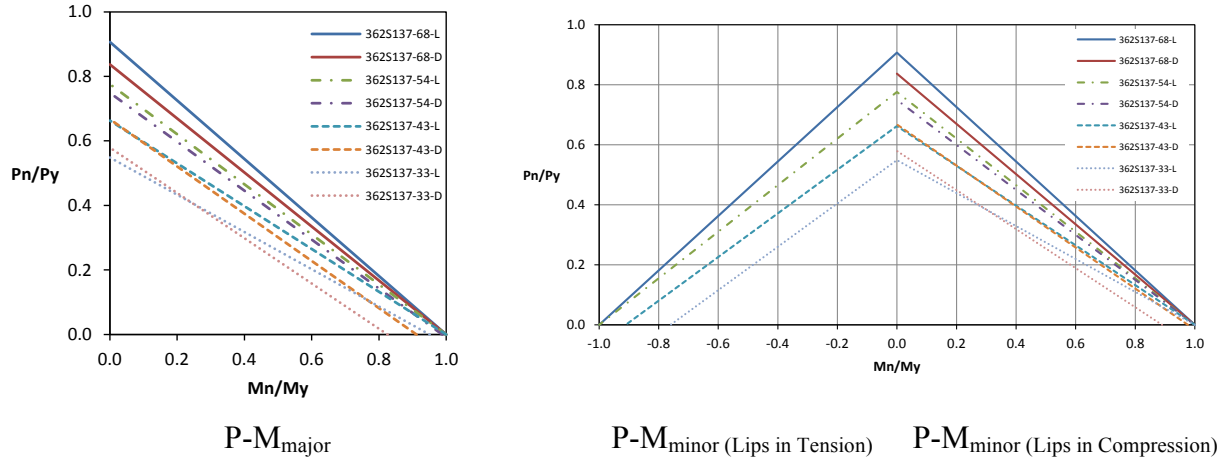 1.0
0.8
0.6
0.4
0.2
0.0
Pn/Py
0.0 0.2 0.4 0.6 0.8 1.0
Mn/My
362S137-68-L
362S137-68-D
362S137-54-L
362S137-54-D
362S137-43-L
362S137-43-D
362S137-33-L
362S137-33-D
P-Mmajor
1.0
0.8
0.6
0.4
0.2
0.0
Pn/Py
-1.0 -0.8 -0.6 -0.4 -0.2 0.0 0.2 0.4 0.6 0.8 1.0
Mn/My
362S137-68-L
362S137-68-D
362S137-54-L
362S137-54-D
362S137-43-L
362S137-43-D
362S137-33-L
362S137-33-D
P-Mminor (Lips in Tension) P-Mminor (Lips in Compression)